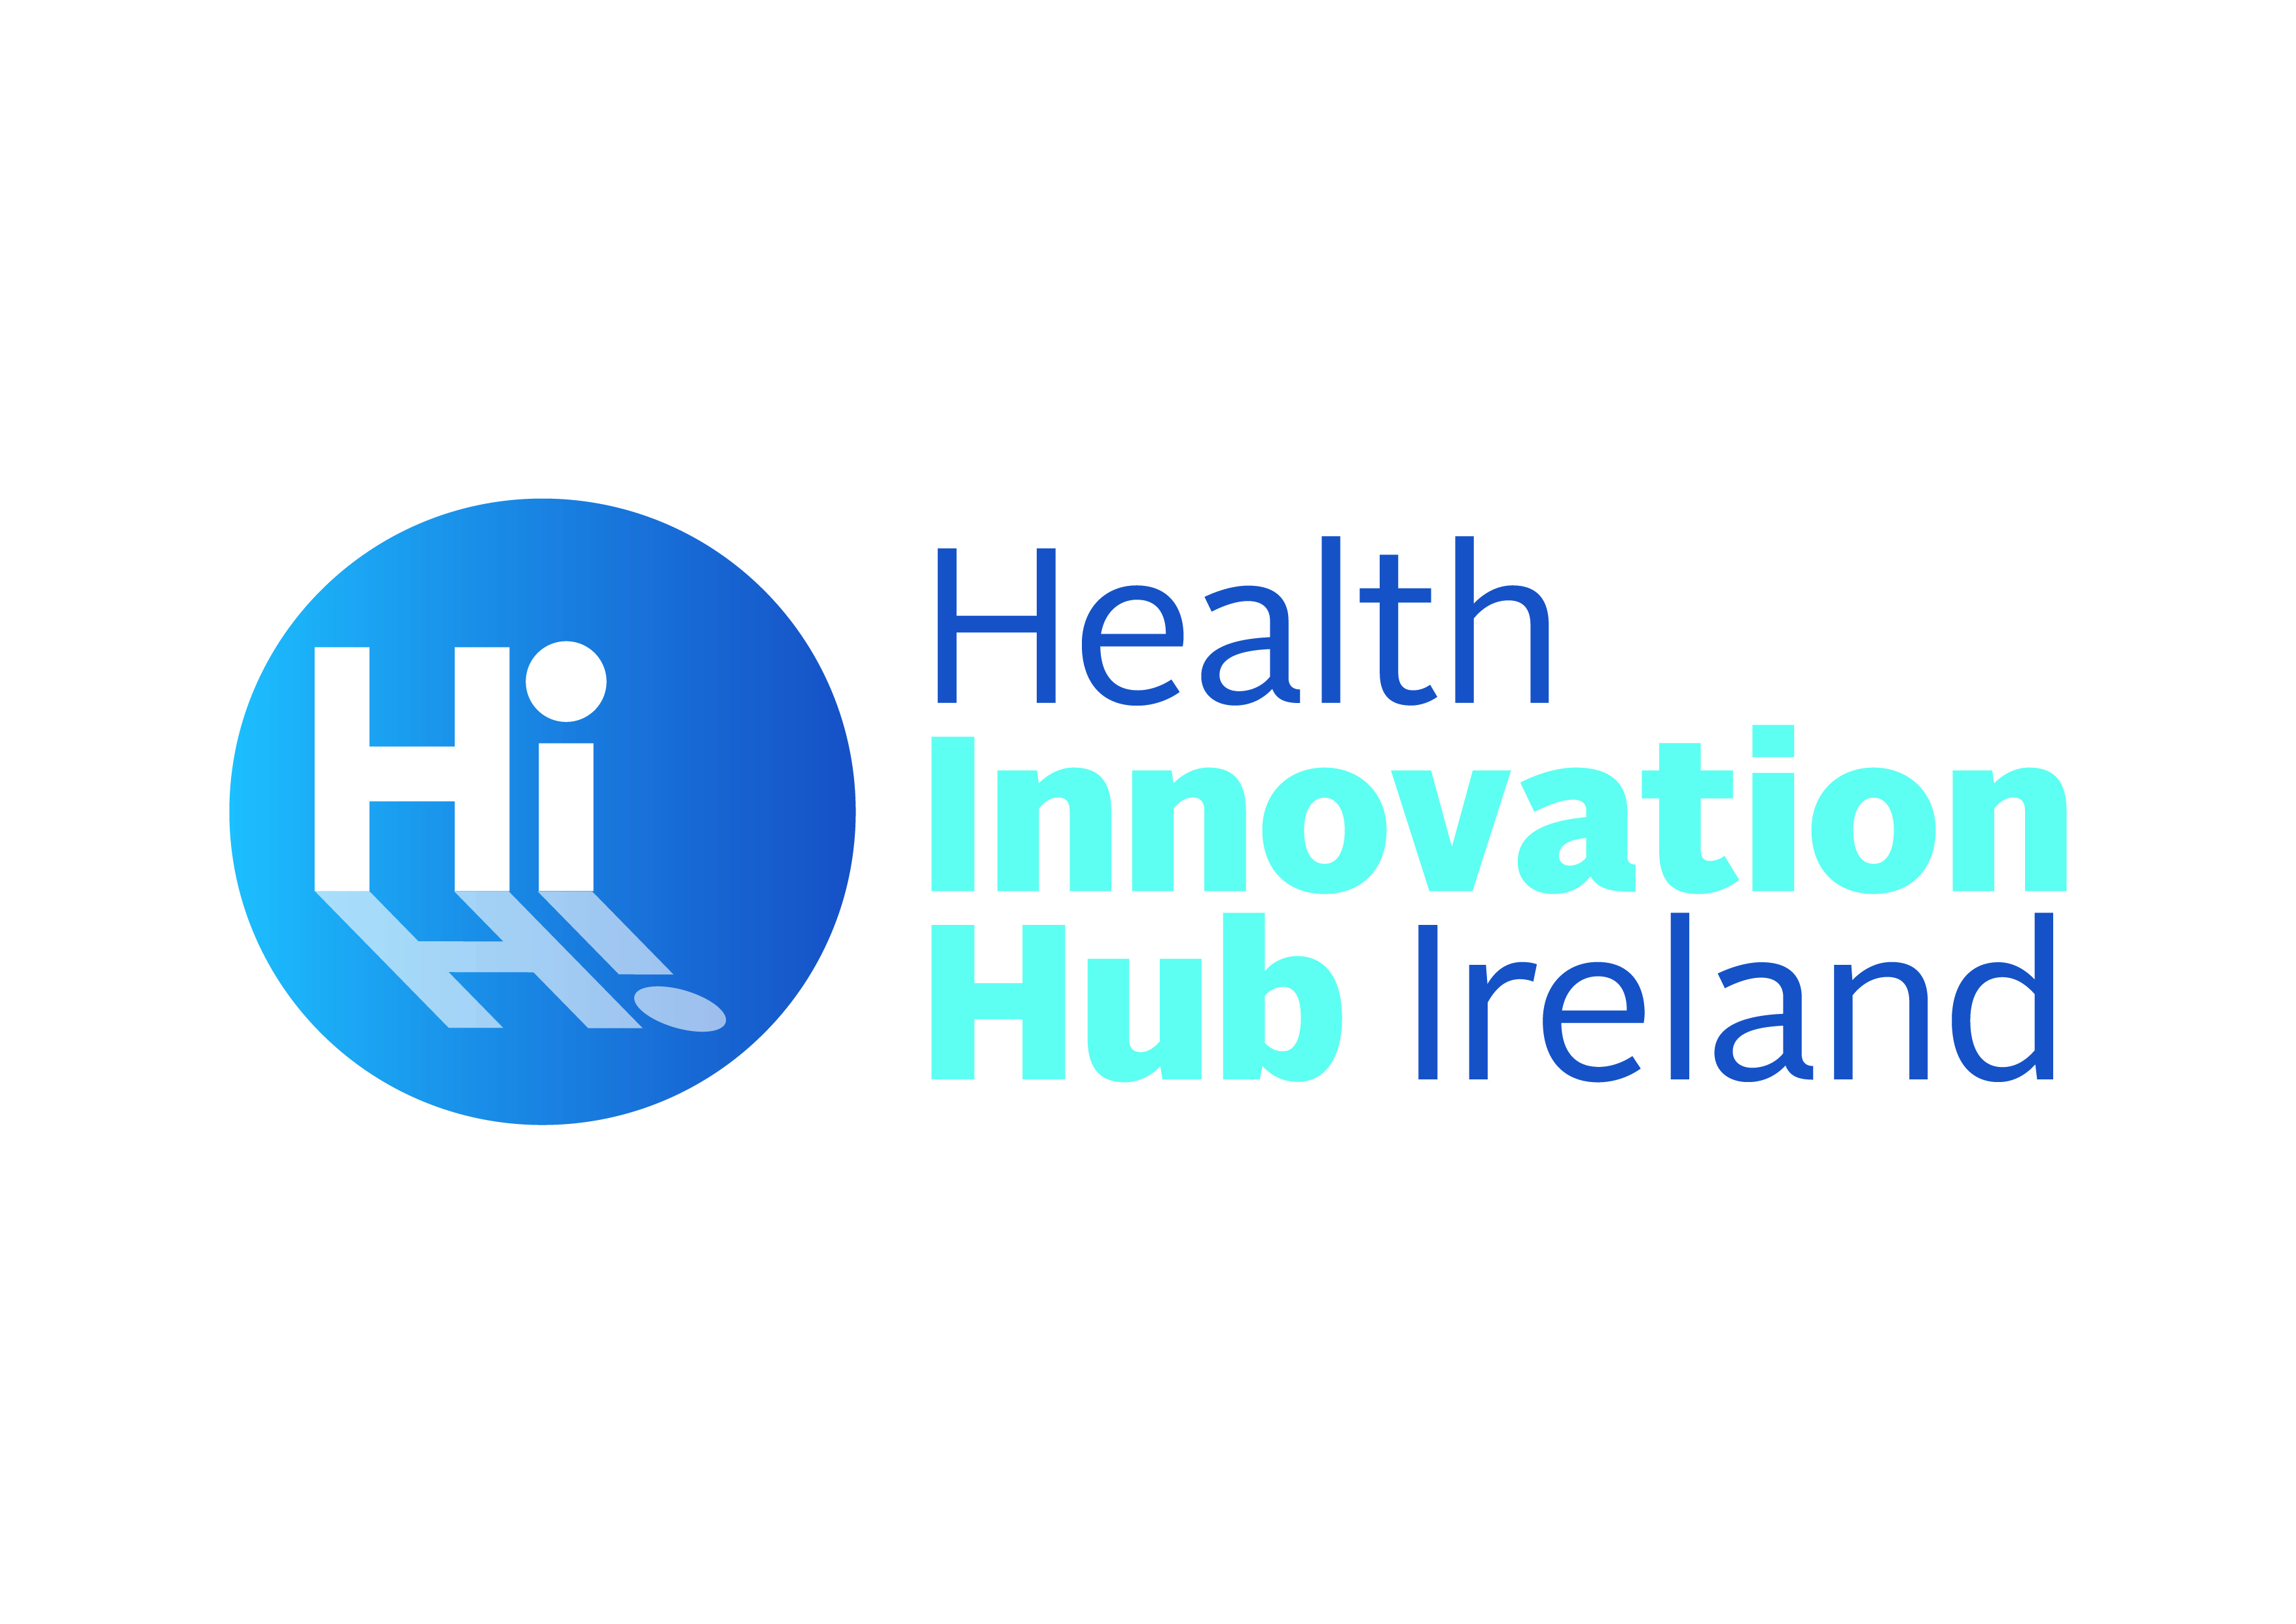 Hi
Health
Innovation
Hub Ireland